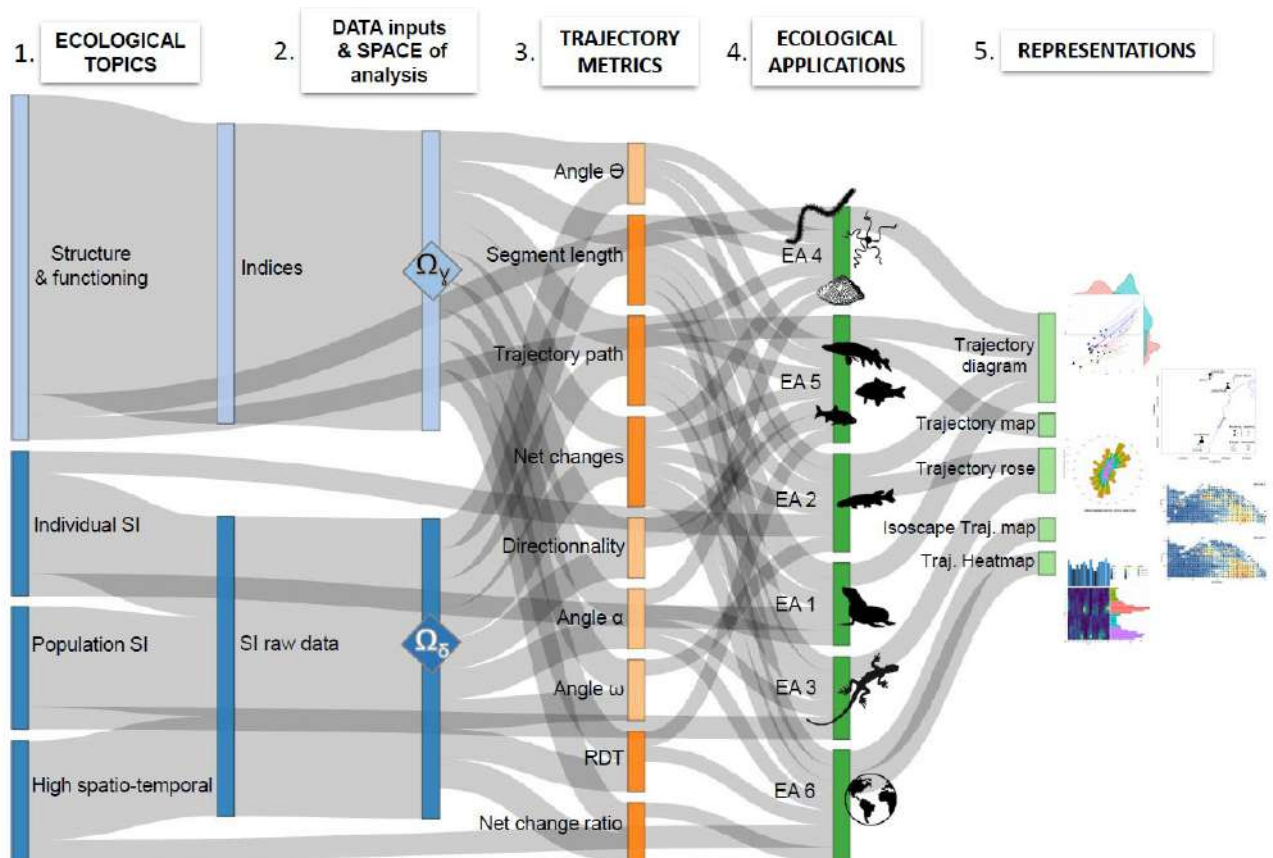 1.
ECOLOGICAL
TOPICS
2.
DATA inputs
& SPACE of
analysis
3.
TRAJECTORY
METRICS
4.
ECOLOGICAL
APPLICATIONS
5.
REPRESENTATIONS
Structure
& functioning
Individual SI
Population SI
High spatio-temporal
Indices
SI raw data
Ωγ
Ωδ
Angle Θ
Segment length
Trajectory path
Net changes
Directionnality
Angle α
Angle ω
RDT
Net change ratio
EA 4
EA 5
EA 2
EA 1
EA 3
EA 6
Trajectory
diagram
Trajectory map
Trajectory rose
Isoscape Traj. map
Traj. Heatmap